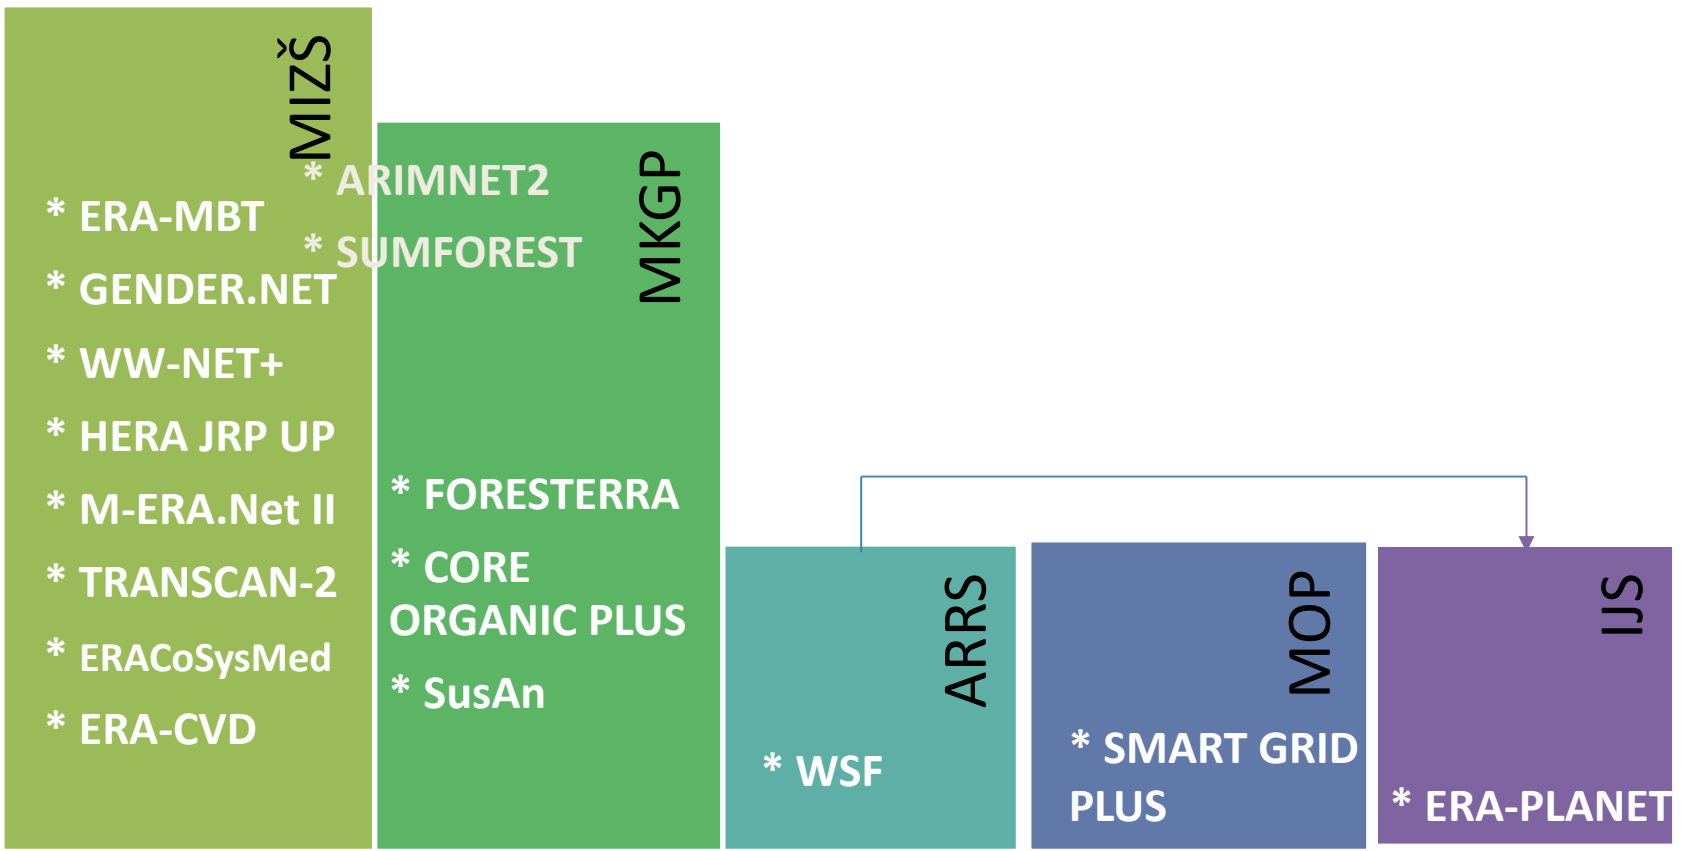 MIZŠ
* ERA-MBT
* GENDER.NET
* WW-NET+
* HERA JRP UP
* M-ERA.Net II
* TRANSCAN-2
* ERACoSysMed
* ERA-CVD
* ARIMNET2
* SUMFOREST
MKGP
* FORESTERRA
* CORE
ORGANIC PLUS
* SusAn
ARRS
* WSF
MOP
* SMART GRID
PLUS
IJS
* ERA-PLANET